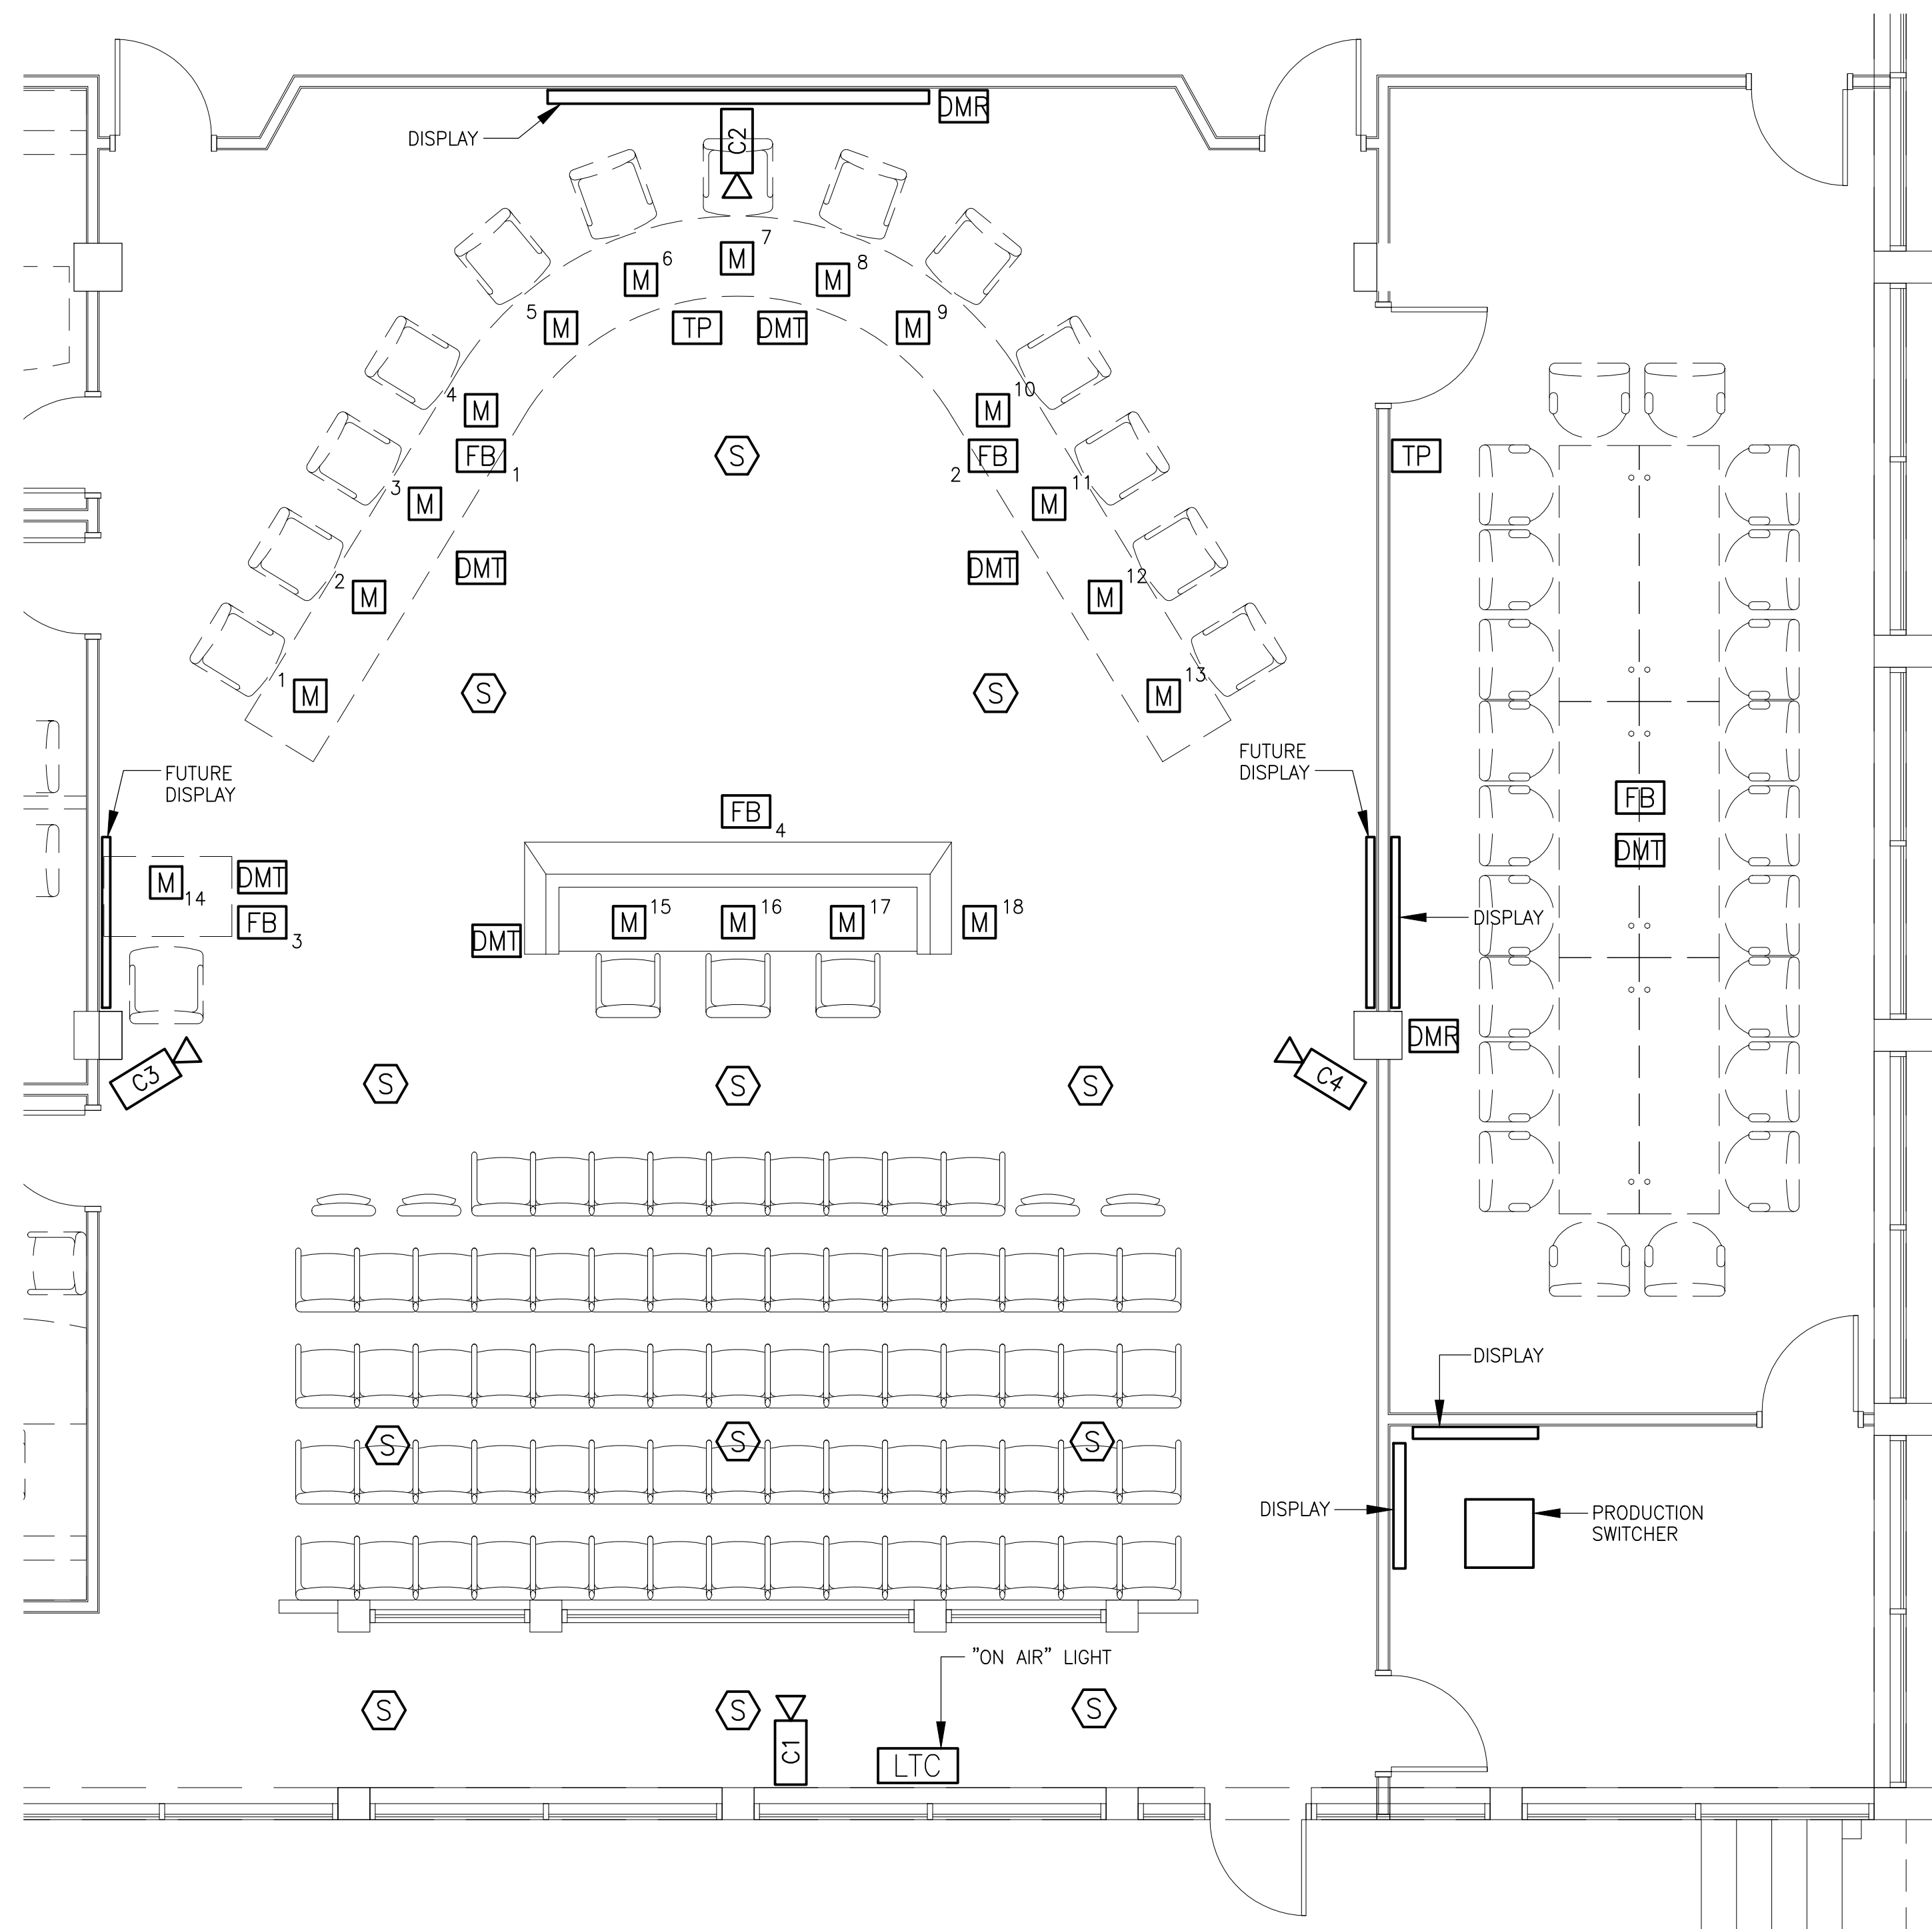 DMR
DISPLAY
C2
7
M
6
M
8
M
5
M
TP
DMT
9
M
4
M
10
M
FB
1
S
2
FB
TP
3
M
11
M
DMT
DMT
2
M
12
M
1
M
S
S
13
M
FUTURE
DISPLAY
FUTURE
DISPLAY
FB
4
FB
DMT
M
14
DMT
FB
3
DMT
M
15
M
16
M
17
M
18
DISPLAY
DMR
C3
C4
S
S
S
DISPLAY
S
S
S
DISPLAY
PRODUCTION
SWITCHER
"ON AIR" LIGHT
S
S
S
C1
LTC